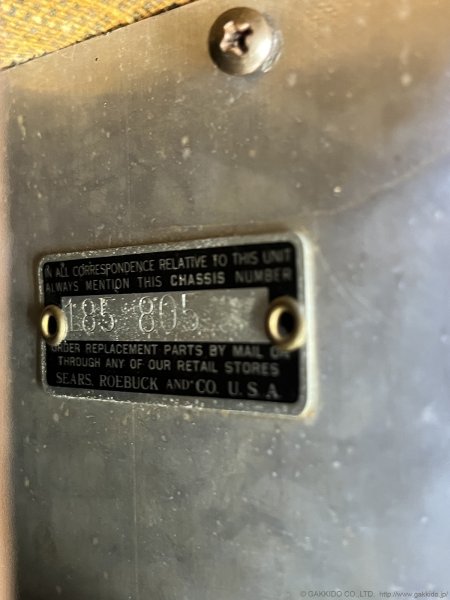 IN ALL CORRESPONDENCE RELATIVE TO THIS UNIT
ALWAYS MENTION THIS CHASSIS NUMBER
185 805
ORDER REPLACEMENT PARTS BY MAIL OR
THROUGH ANY OF OUR RETAIL STORES
SEARS, ROEBUCK AND CO. U. S. A.
© GAKKIDO CO.,LTD. http://www.gakkido.jp/